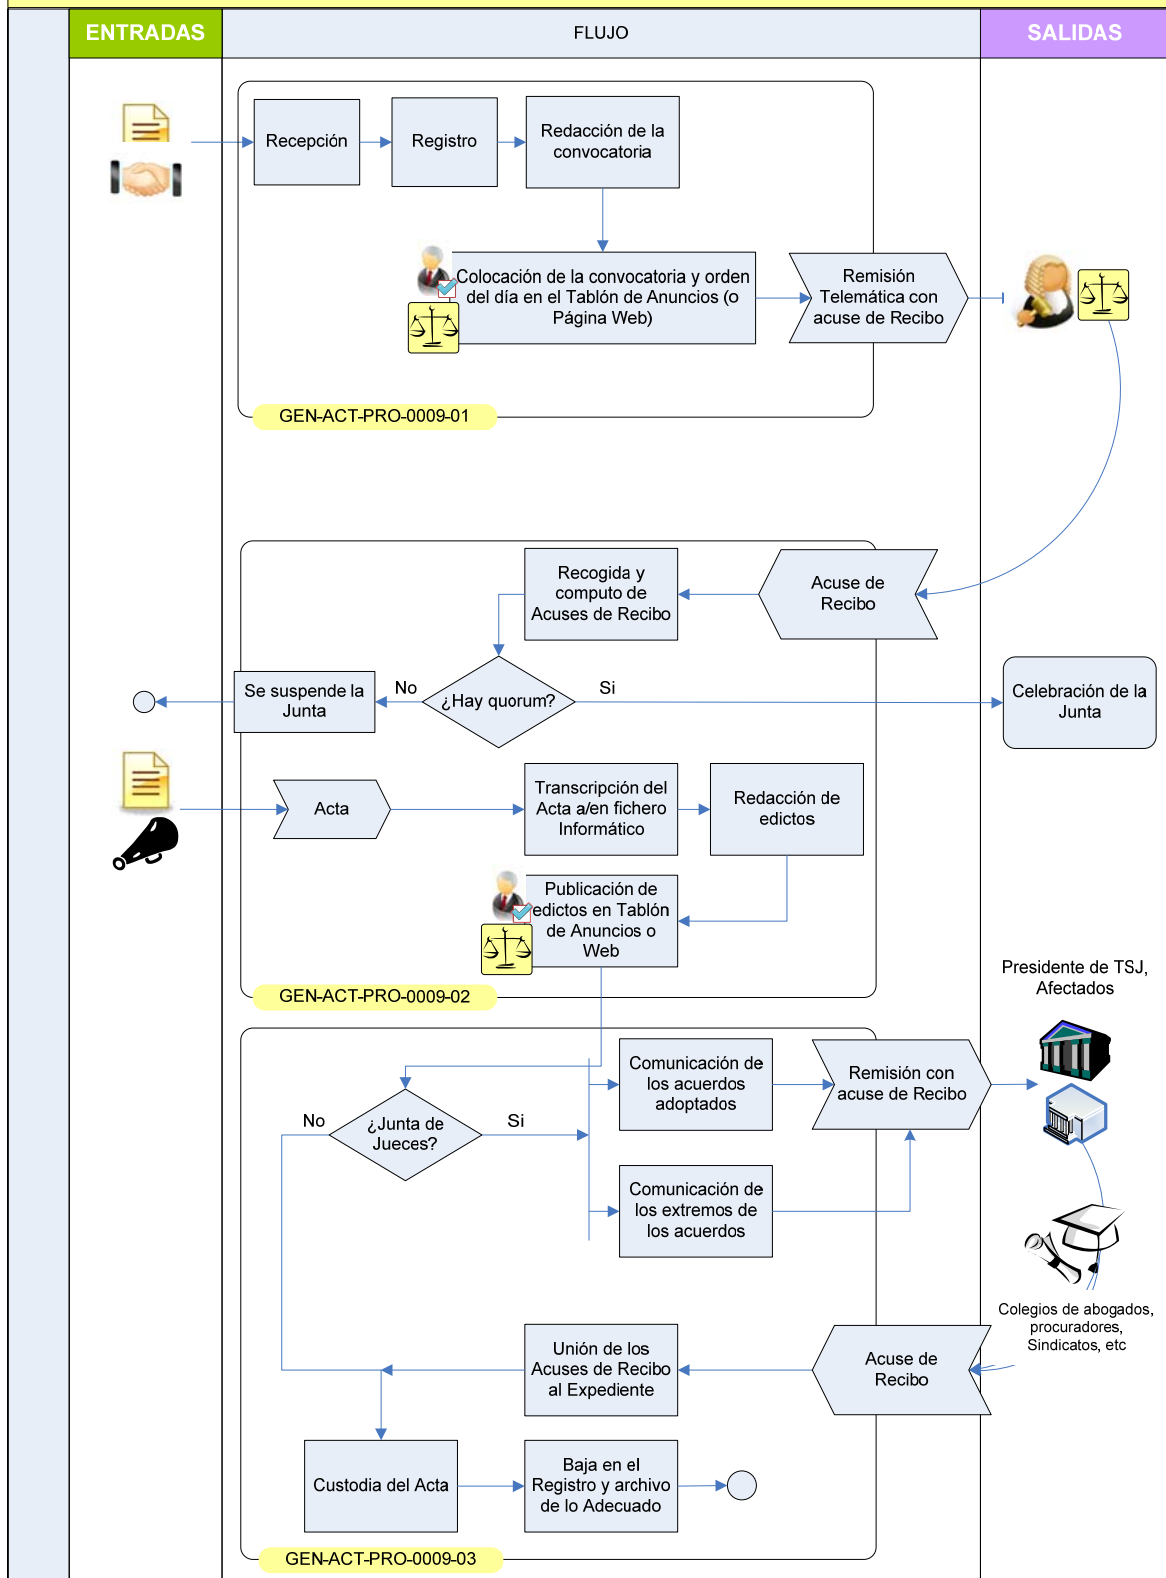 ENTRADAS
FLUJO
SALIDAS
Recepción
Registro
Redacción de la
convocatoria
Colocación de la convocatoria y orden
del día en el Tablón de Anuncios (o
Página Web)
Remisión
Telemática con
acuse de Recibo
GEN-ACT-PRO-0009-01
Recogida y
computo de
Acuses de Recibo
Acuse de
Recibo
Se suspende la
Junta
No
¿Hay quorum?
Si
Celebración de la
Junta
Acta
Transcripción del
Acta a/en fichero
Informático
Redacción de
edictos
Publicación de
edictos en Tablón
de Anuncios o
Web
GEN-ACT-PRO-0009-02
Presidente de TSJ,
Afectados
Comunicación de
los acuerdos
adoptados
Remisión con
acuse de Recibo
No
¿Junta de
Jueces?
Si
Comunicación de
los extremos de
los acuerdos
Colegios de abogados,
procuradores,
Sindicatos, etc
Unión de los
Acuses de Recibo
al Expediente
Acuse de
Recibo
Custodia del Acta
Baja en el
Registro y archivo
de lo Adecuado
GEN-ACT-PRO-0009-03